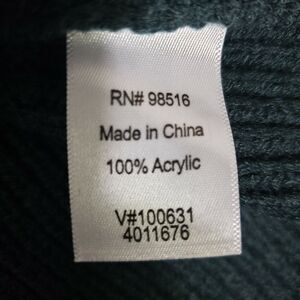 RN# 98516
Made in China
100% Acrylic
V#100631
4011676